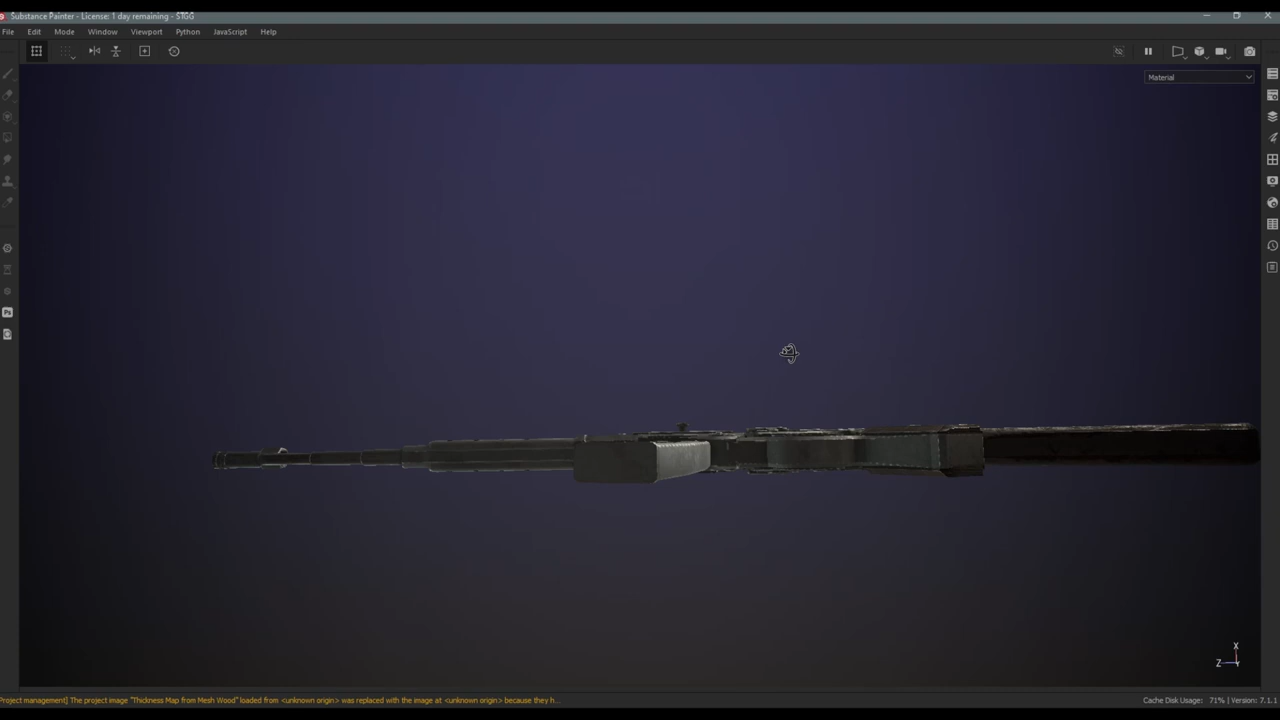 Substance Painter - License: 1 day remaining - STGG
File Edit Mode Window Viewport Python JavaScript Help
Material
X
Z Y
Project management] The project image "Thickness Map from Mesh Wood" loaded from <unknown origin> was replaced with the image at <unknown origin> because they h...
Cache Disk Usage: 71% | Version: 7.1.1
Ps